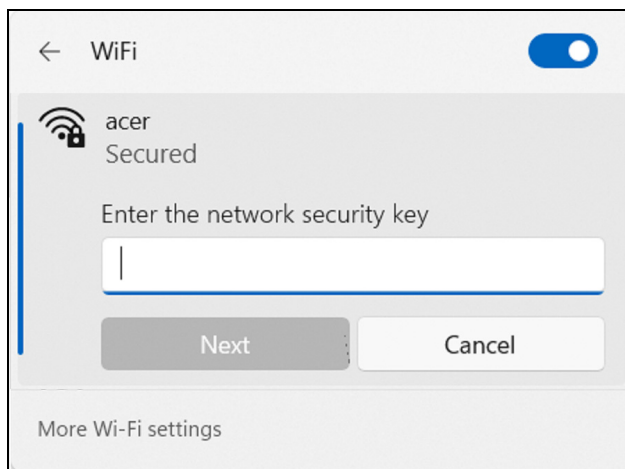 WiFi
acer
Secured
Enter the network security key
Next
Cancel
More Wi-Fi settings